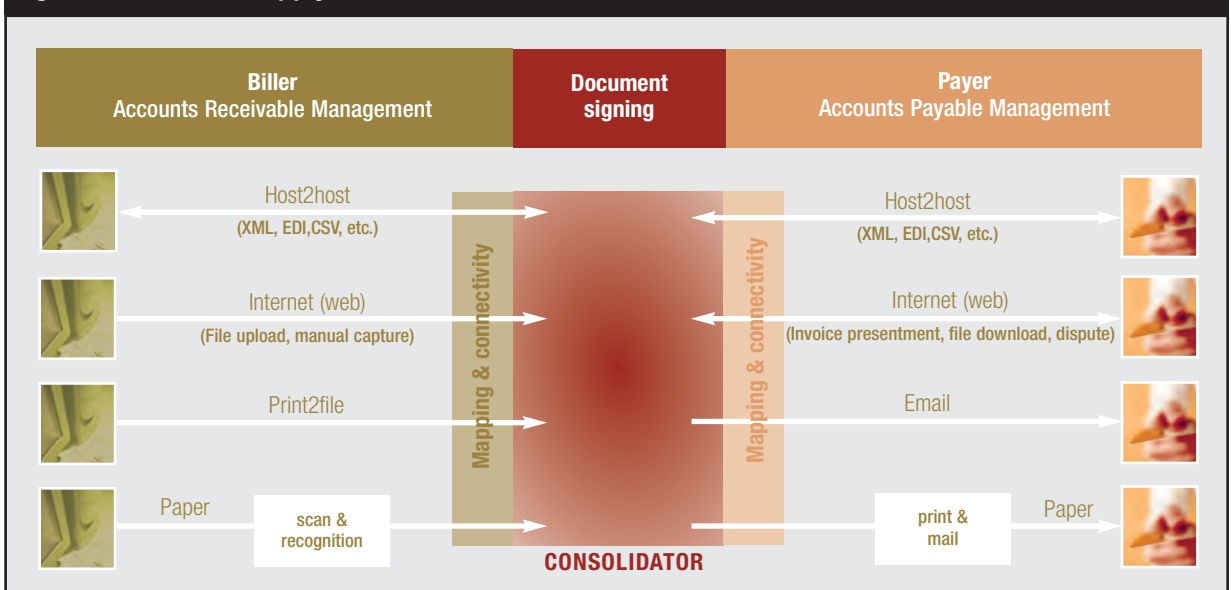 Biller
Accounts Receivable Management
Document
signing
Payer
Accounts Payable Management
Host2host
(XML, EDI,CSV, etc.)
Internet (web)
(File upload, manual capture)
Print2file
Paper
scan &
recognition
Mapping & connectivity
CONSOLIDATOR
Mapping & connectivity
Host2host
(XML, EDI,CSV, etc.)
Internet (web)
(Invoice presentment, file download, dispute)
Email
print &
mail
Paper